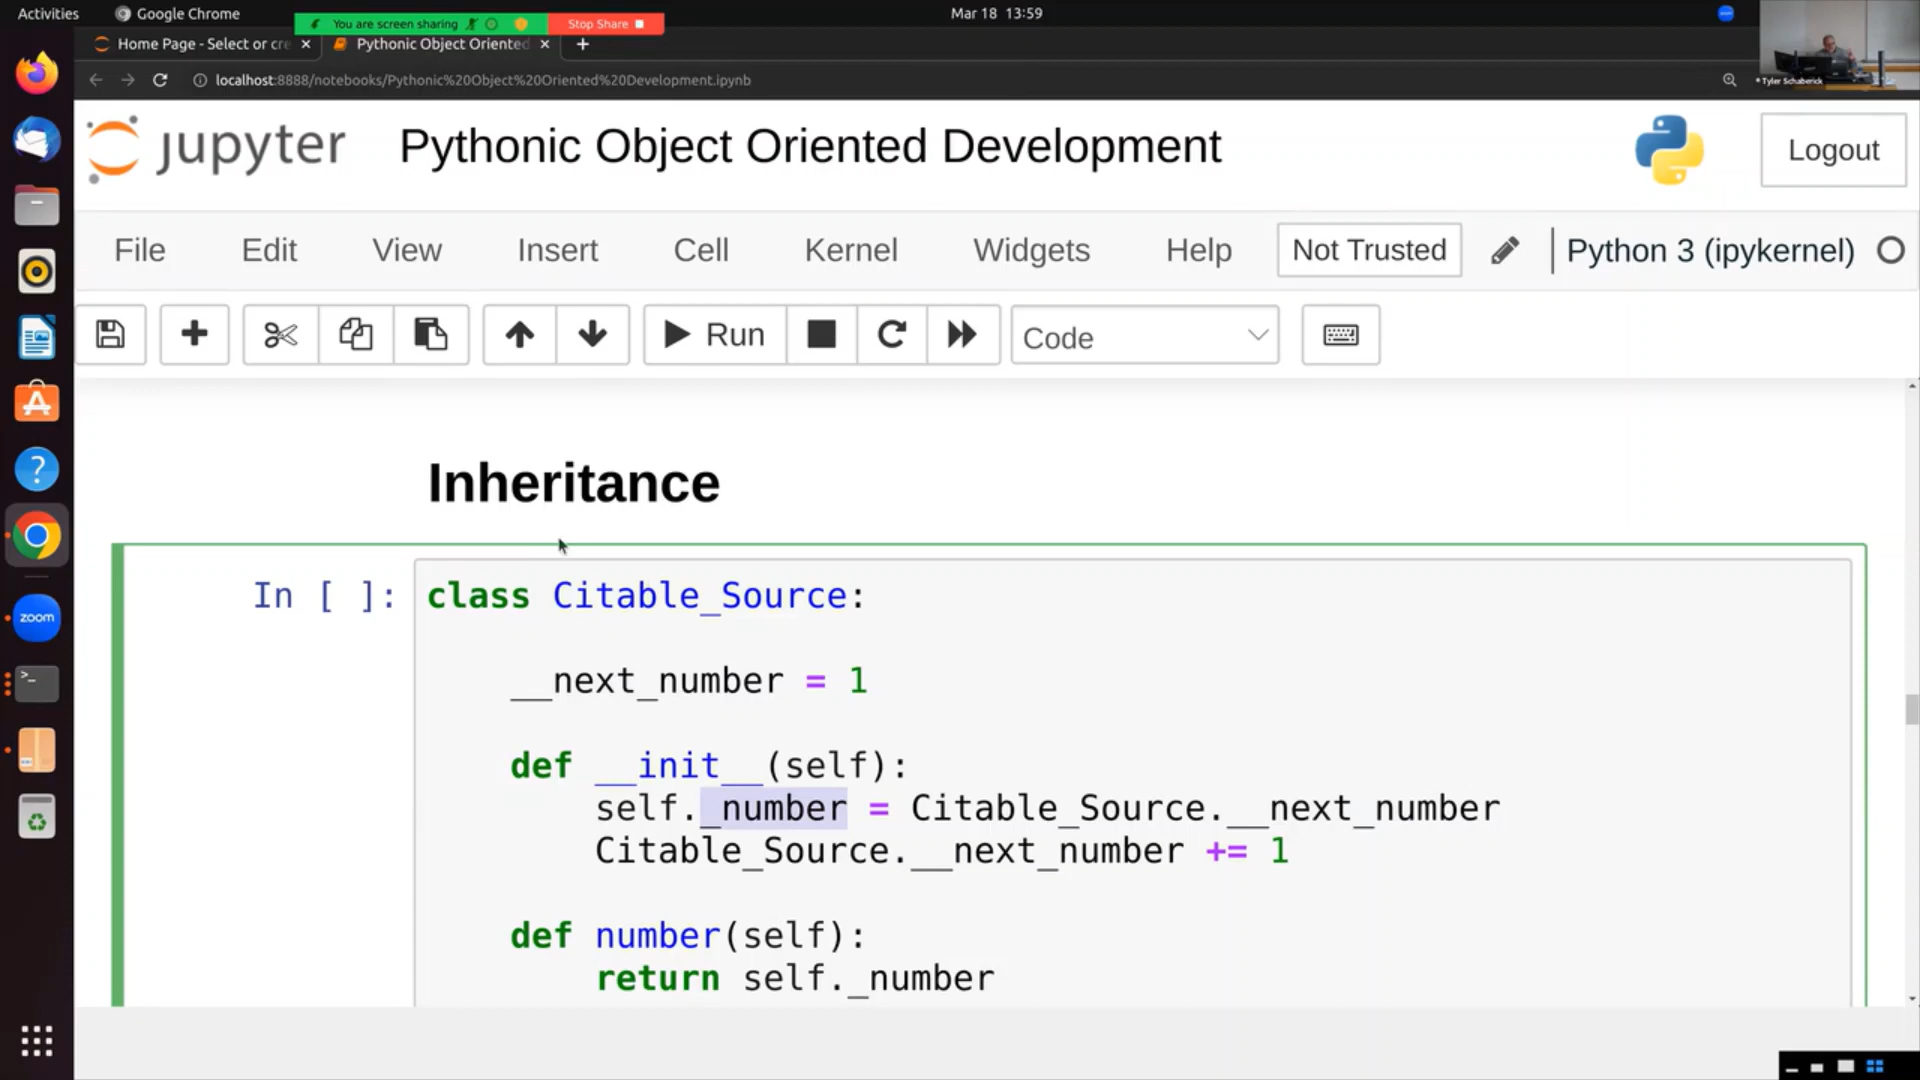 Activities
Google Chrome
You are screen sharing
Stop Share
Mar 18 13:59
Home Page - Select or cre
Pythonic Object Oriented
localhost:8888/notebooks/Pythonic%20Object%20Oriented%20Development.ipynb
Tyler Schaberick
jupyter
Pythonic Object Oriented Development
Logout
File
Edit
View
Insert
Cell
Kernel
Widgets
Help
Not Trusted
Python 3 (ipykernel)
Run
Code
Inheritance
In [ ]:
class Citable_Source:
__next_number = 1
def __init__(self):
self._number = Citable_Source.__next_number
Citable_Source.__next_number += 1
def number(self):
return self._number
zoom